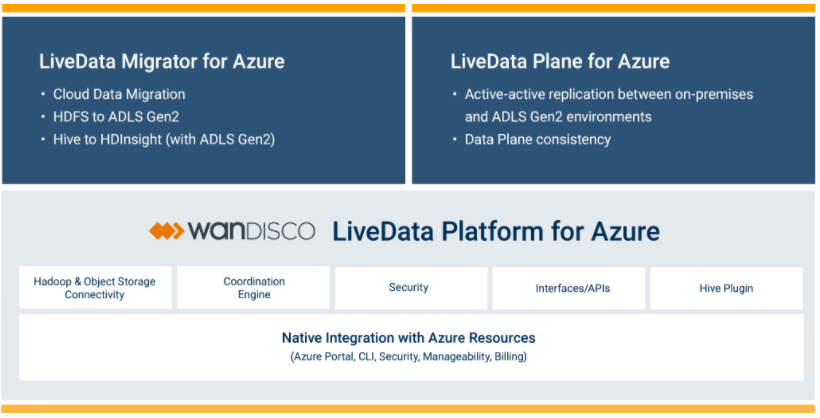 LiveData Migrator for Azure
• Cloud Data Migration
• HDFS to ADLS Gen2
• Hive to HDInsight (with ADLS Gen2)
LiveData Plane for Azure
• Active-active replication between on-premises
and ADLS Gen2 environments
• Data Plane consistency
WANDISCO LiveData Platform for Azure
Hadoop & Object Storage
Connectivity
Coordination
Engine
Security
Interfaces/APIs
Hive Plugin
Native Integration with Azure Resources
(Azure Portal, CLI, Security, Manageability, Billing)